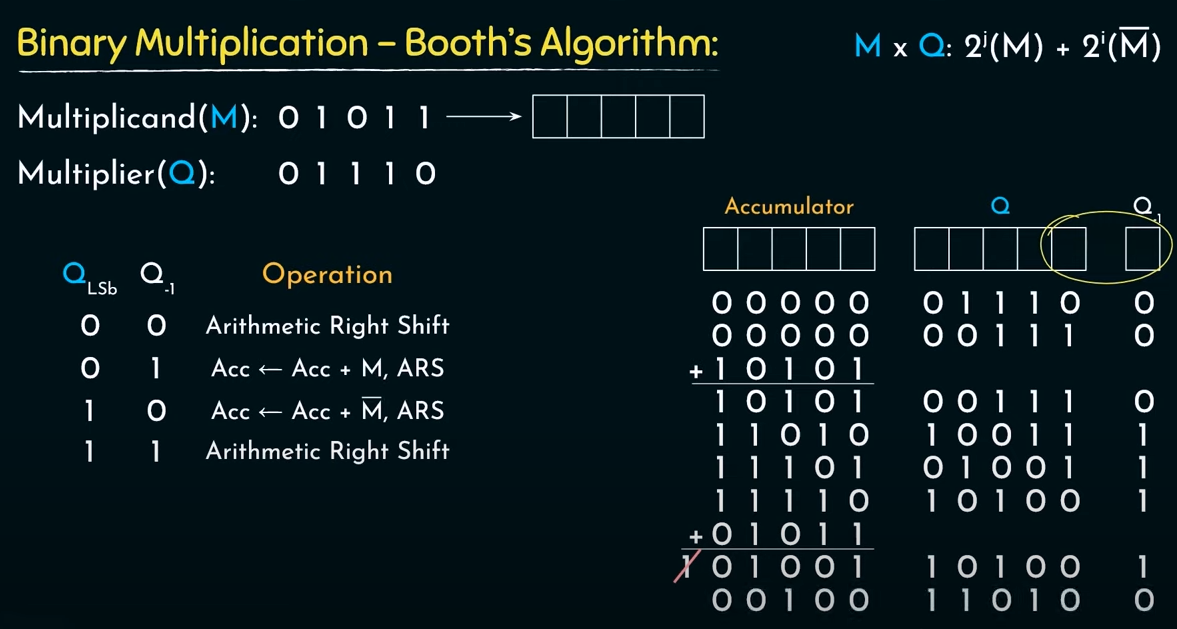 Binary Multiplication – Booth's Algorithm:
M x Q: 2ʲ(M) + 2ⁱ(M̅)
Multiplicand(M): 0 1 0 1 1
Multiplier(Q): 0 1 1 1 0
Accumulator Q Q₋₁
Q LSb Q₋₁ Operation
0 0 Arithmetic Right Shift
0 1 Acc ← Acc + M, ARS
1 0 Acc ← Acc + M̅, ARS
1 1 Arithmetic Right Shift
0 0 0 0 0 0 1 1 1 0 0
0 0 0 0 0 0 0 1 1 1 0
+ 1 0 1 0 1
1 0 1 0 1 0 0 1 1 1 0
1 1 0 1 0 1 0 0 1 1 1
1 1 1 0 1 0 1 0 0 1 1
1 1 1 1 0 1 0 1 0 0 1
+ 0 1 0 1 1
1 0 1 0 0 1 1 0 1 0 0 1
0 0 1 0 0 1 1 0 1 0 0